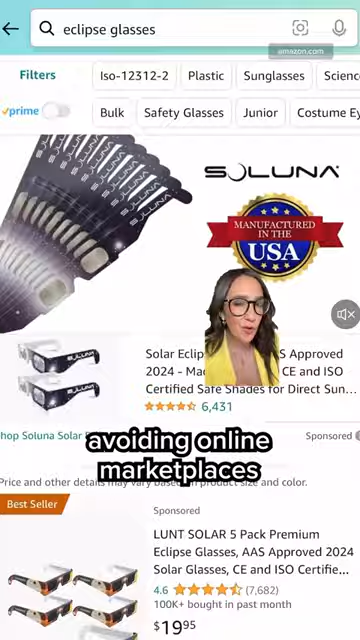 eclipse glasses
amazon.com
Filters
Iso-12312-2
Plastic
Sunglasses
Scienc
prime
Bulk
Safety Glasses
Junior
Costume Ey
SOLUNA
MANUFACTURED
IN THE
USA
SOLUNA
SOLUNA
Solar Eclip
S Approved
2024 - Mad
CE and ISO
Certified Safe Shades for Direct Sun...
6,431
hop Soluna Solar
Sponsored
avoiding online
marketplaces
Price and other details may vary based on product size and color.
Best Seller
Sponsored
LUNT SOLAR 5 Pack Premium
Eclipse Glasses, AAS Approved 2024
Solar Glasses, CE and ISO Certifie...
4.6
(7,682)
100K+ bought in past month
$19.95